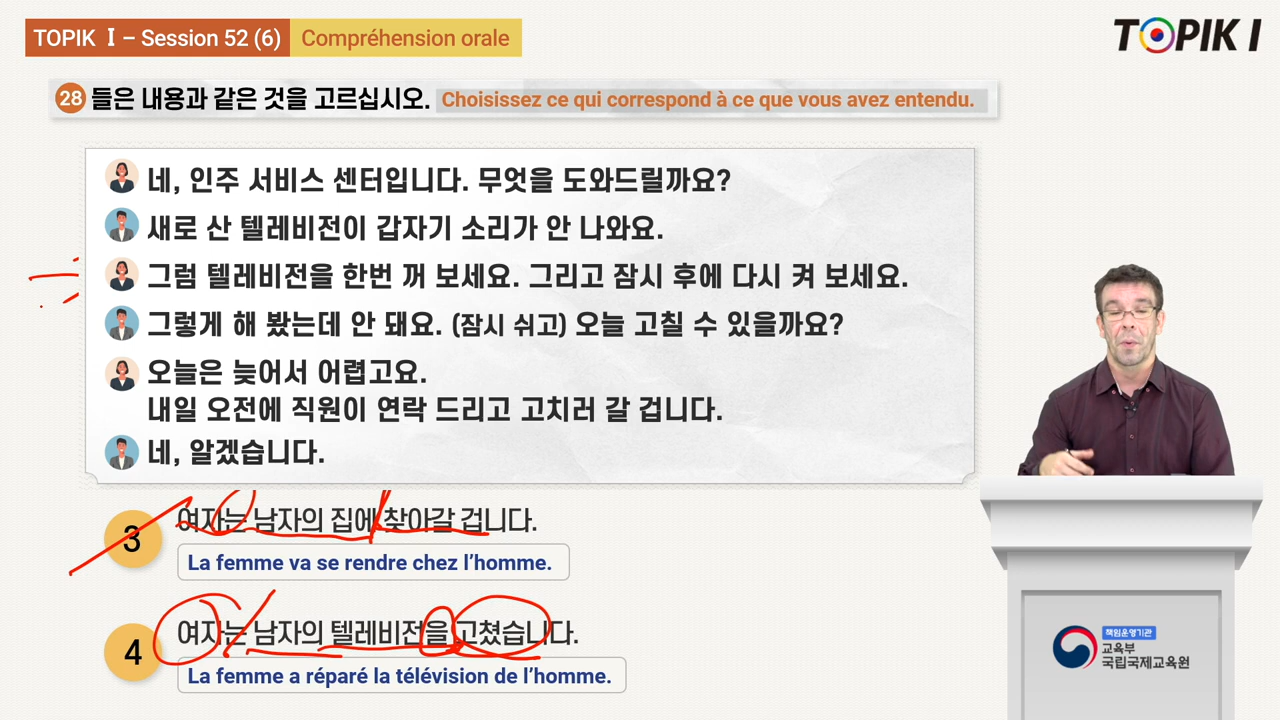 TOPIK I – Session 52 (6) Compréhension orale
TOPIK I
28 들은 내용과 같은 것을 고르십시오. Choisissez ce qui correspond à ce que vous avez entendu.
네, 인주 서비스 센터입니다. 무엇을 도와드릴까요?
새로 산 텔레비전이 갑자기 소리가 안 나와요.
그럼 텔레비전을 한번 꺼 보세요. 그리고 잠시 후에 다시 켜 보세요.
그렇게 해 봤는데 안 돼요. (잠시 쉬고) 오늘 고칠 수 있을까요?
오늘은 늦어서 어렵고요.
내일 오전에 직원이 연락 드리고 고치러 갈 겁니다.
네, 알겠습니다.
3 여자는 남자의 집에 찾아갈 겁니다.
La femme va se rendre chez l’homme.
4 여자는 남자의 텔레비전을 고쳤습니다.
La femme a réparé la télévision de l’homme.
책임운영기관
교육부
국립국제교육원